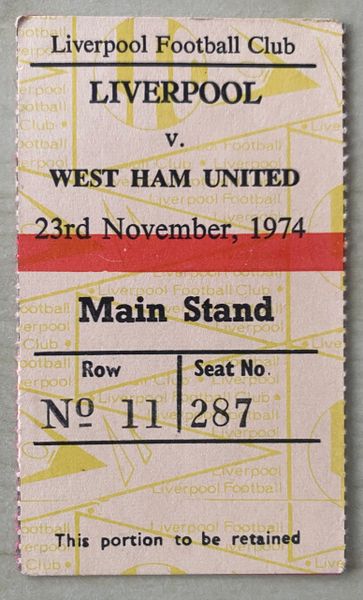 Liverpool Football Club
LIVERPOOL
v.
WEST HAM UNITED
23rd November, 1974
Main Stand
Row Seat No.
Nº 11 287
This portion to be retained